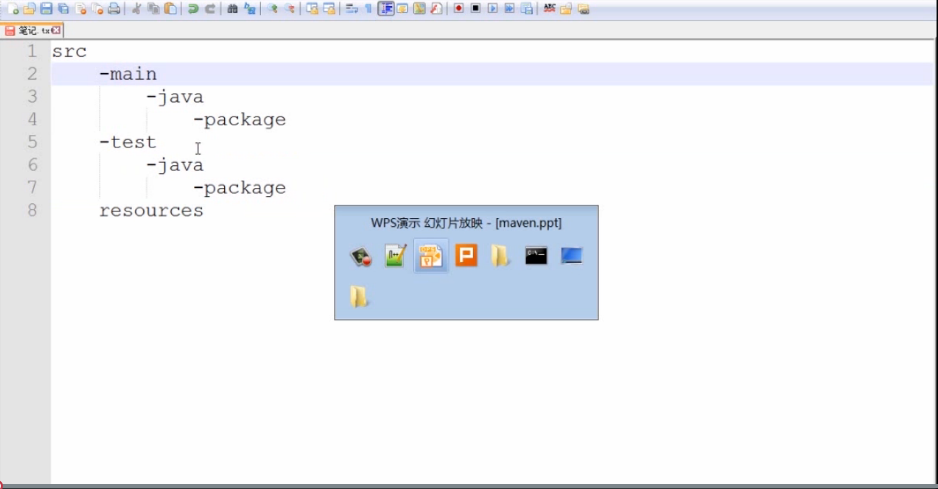 笔记.tx
1 src
2 -main
3 -java
4 -package
5 -test
6 -java
7 -package
8 resources
WPS演示 幻灯片放映 - [maven.ppt]